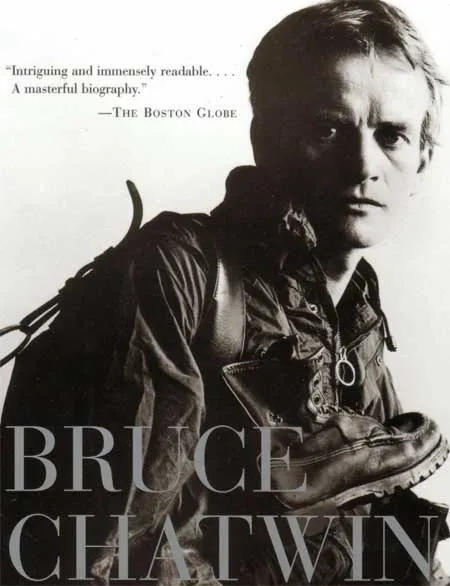 “Intriguing and immensely readable. . . .
A masterful biography.”
—THE BOSTON GLOBE
BRUCE
CHATWIN